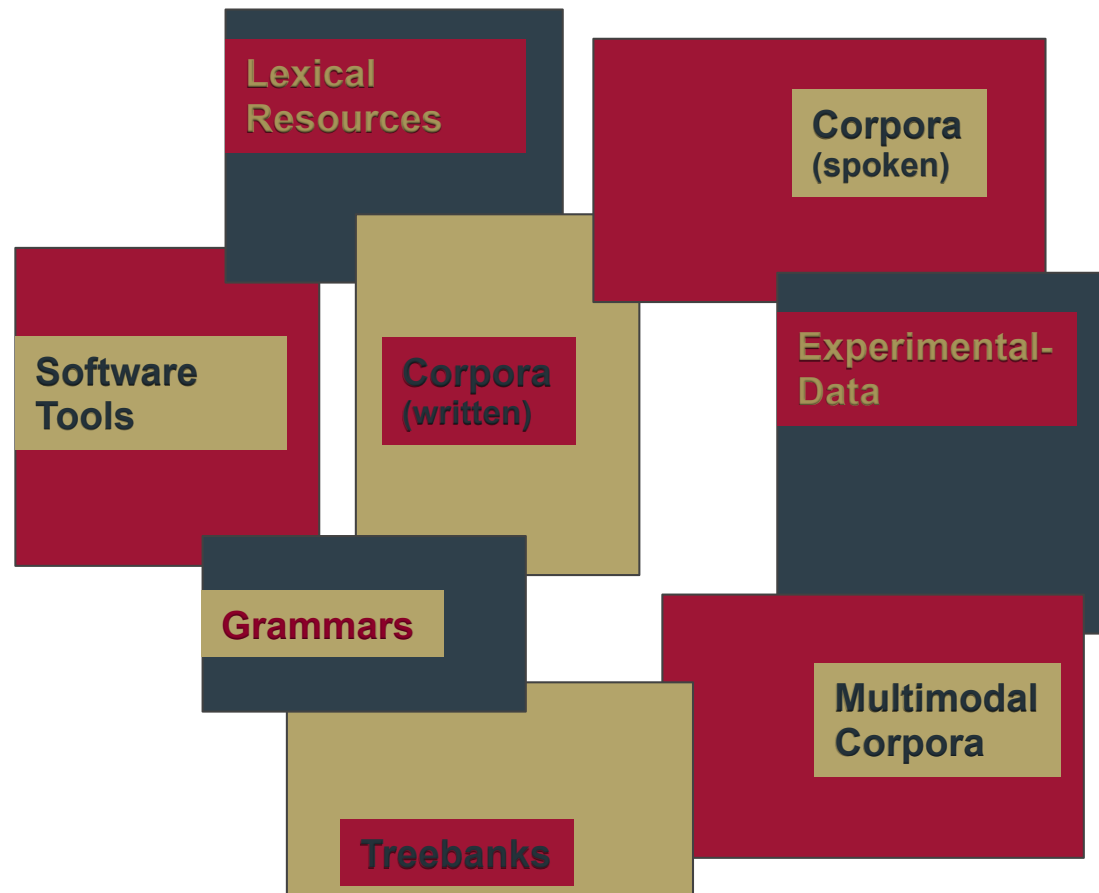 Lexical
Resources
Corpora
(spoken)
Software
Tools
Corpora
(written)
Experimental-
Data
Grammars
Multimodal
Corpora
Treebanks